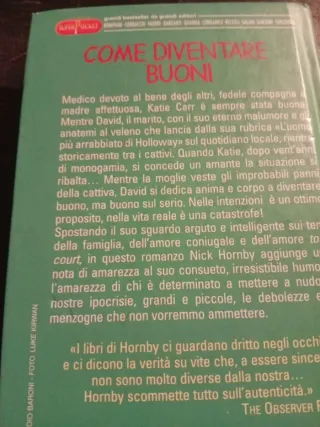 COME DIVENTARE
BUONI
Medico devoto al bene degli altri, fedele compagna
madre affettuosa, Katie Carr è sempre stata buona
Mentre David, il marito, con il suo eterno malumore e gli
anatemi al veleno che lancia dalla sua rubrica «L'uomo
più arrabbiato di Holloway» sul quotidiano locale, rientra
storicamente tra i cattivi. Quando Katie, dopo vent'anni
di monogamia, si concede un amante la situazione si
ribalta... Mentre la moglie veste gli improbabili panni
della cattiva, David si dedica anima e corpo a diventare
buono, ma buono sul serio. Nelle intenzioni è un ottimo
proposito, nella vita reale è una catastrofe!
Spostando il suo sguardo arguto e intelligente sui
della famiglia, dell'amore coniugale e dell'amore
court, in questo romanzo Nick Hornby aggiunge
nota di amarezza al suo consueto, irresistibile
l'amarezza di chi è determinato a mettere a nudo
nostre ipocrisie, grandi e piccole, le debolezze e
menzogne che non vorremmo ammettere.
«I libri di Hornby ci guardano dritto negli occhi
e ci dicono la verità su vite che, a essere sinceri
non sono molto diverse dalla nostra...
Hornby scommette tutto sull'autenticità.»
THE OBSERVER
BARONI - FOTO: LUKE KIRWAN